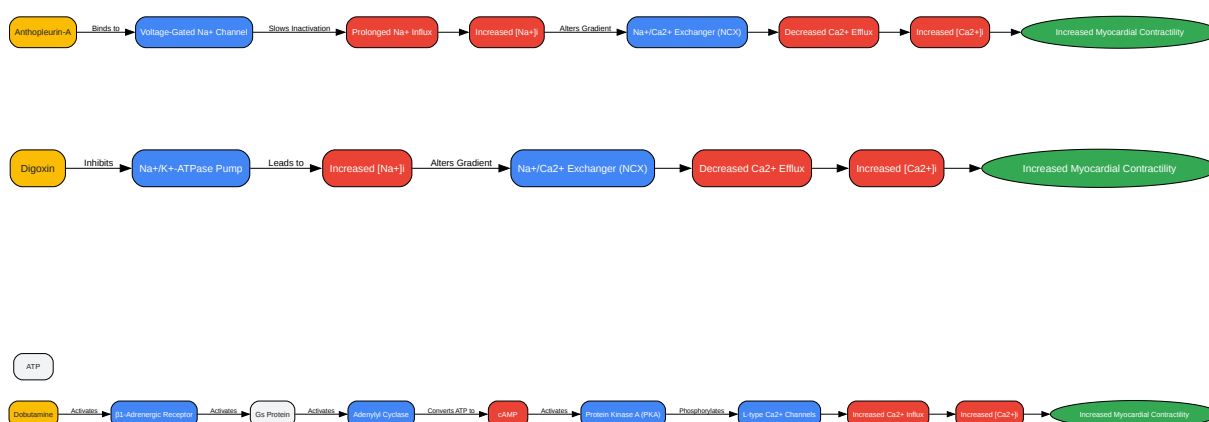 Anthopleurin-A
Binds to
Voltage-Gated Na+ Channel
Slows Inactivation
Prolonged Na+ Influx
Increased [Na+]i
Alters Gradient
Na+/Ca2+ Exchanger (NCX)
Decreased Ca2+ Efflux
Increased [Ca2+]i
Increased Myocardial Contractility
Digoxin
Inhibits
Na+/K+-ATPase Pump
Leads to
Increased [Na+]i
Alters Gradient
Na+/Ca2+ Exchanger (NCX)
Decreased Ca2+ Efflux
Increased [Ca2+]i
Increased Myocardial Contractility
ATP
Dobutamine
Activates
β1-Adrenergic Receptor
Activates
Gs Protein
Activates
Adenylyl Cyclase
Converts ATP to
cAMP
Activates
Protein Kinase A (PKA)
Phosphorylates
L-type Ca2+ Channels
Increased Ca2+ Influx
Increased [Ca2+]i
Increased Myocardial Contractility